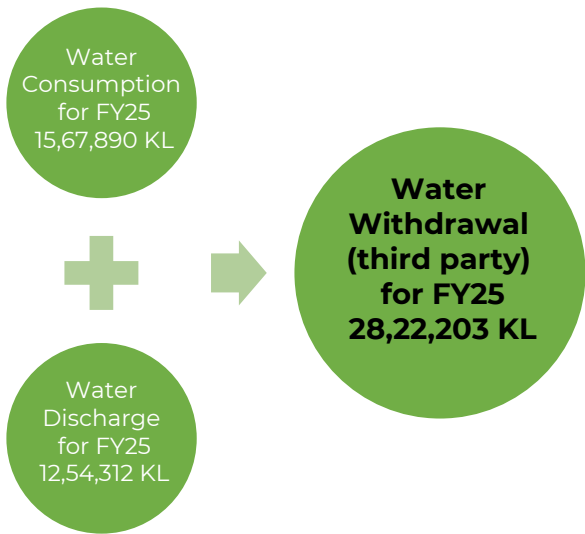 Water
Consumption
for FY25
15,67,890 KL
Water
Discharge
for FY25
12,54,312 KL
Water
Withdrawal
(third party)
for FY25
28,22,203 KL